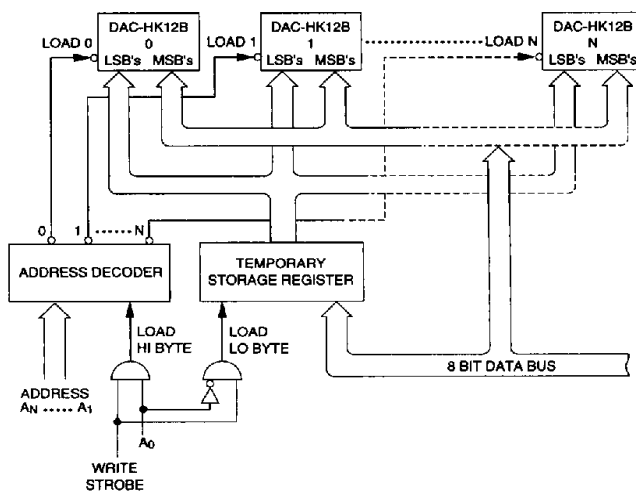 DAC-HK12B
0
LSB's MSB's
LOAD 0
DAC-HK12B
1
LSB's MSB's
LOAD 1
DAC-HK12B
N
LSB's MSB's
LOAD N
0 1 ...... N
ADDRESS DECODER
TEMPORARY
STORAGE REGISTER
LOAD
HI BYTE
LOAD
LO BYTE
8 BIT DATA BUS
ADDRESS
AN ...... A1
A0
WRITE
STROBE